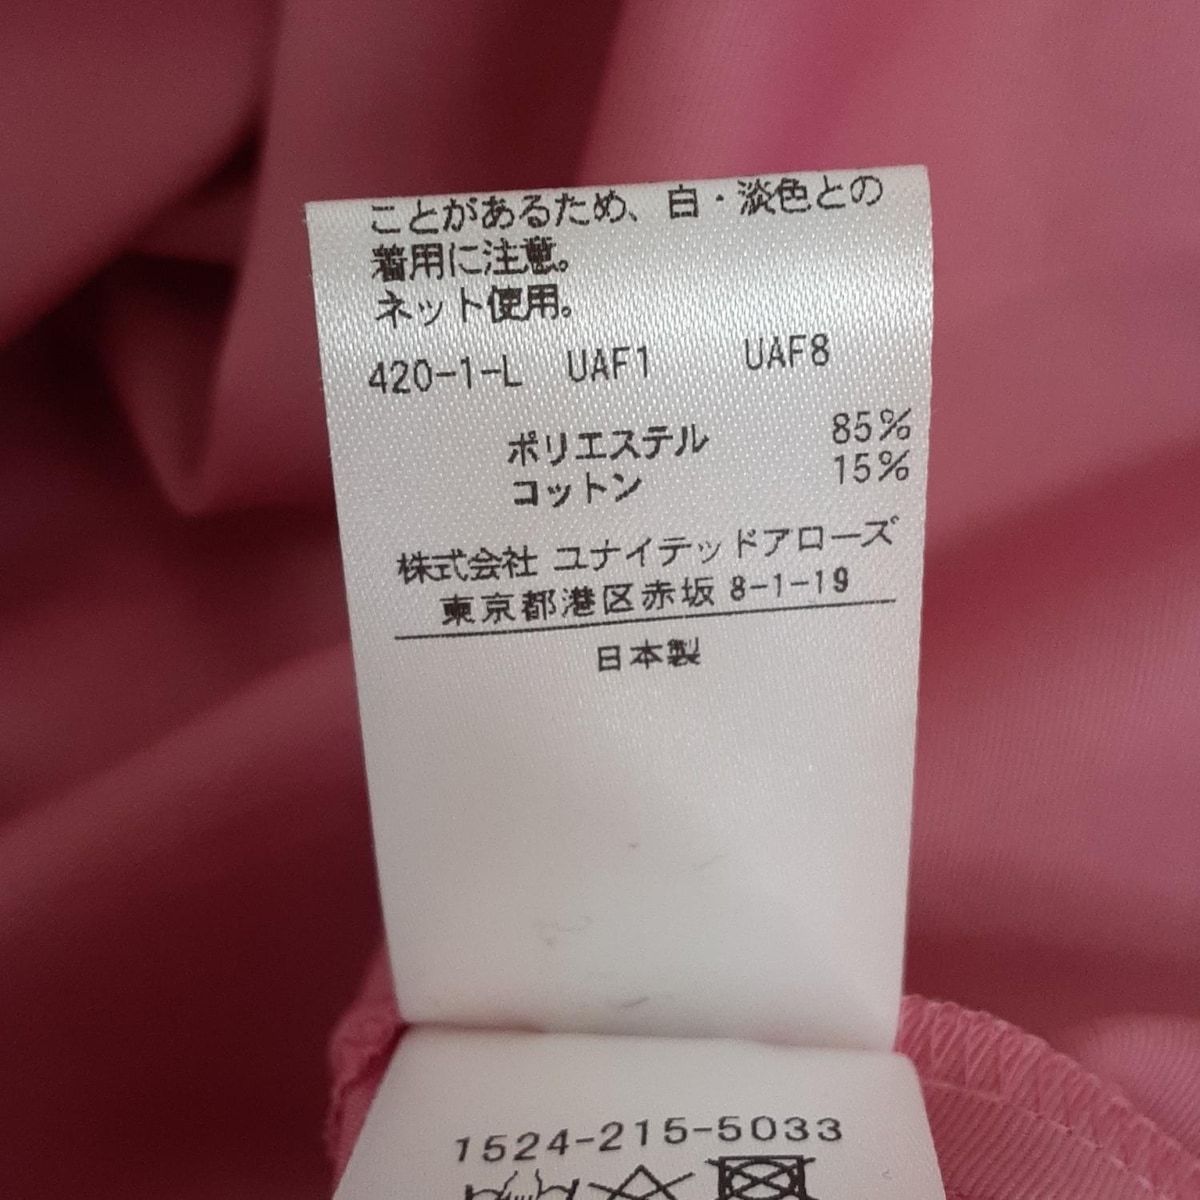 ことがあるため、白・淡色との
着用に注意。
ネット使用。
420-1-L UAF1 UAF8
ポリエステル 85%
コットン 15%
株式会社 ユナイテッドアローズ
東京都港区赤坂 8-1-19
日本製
1524-215-5033